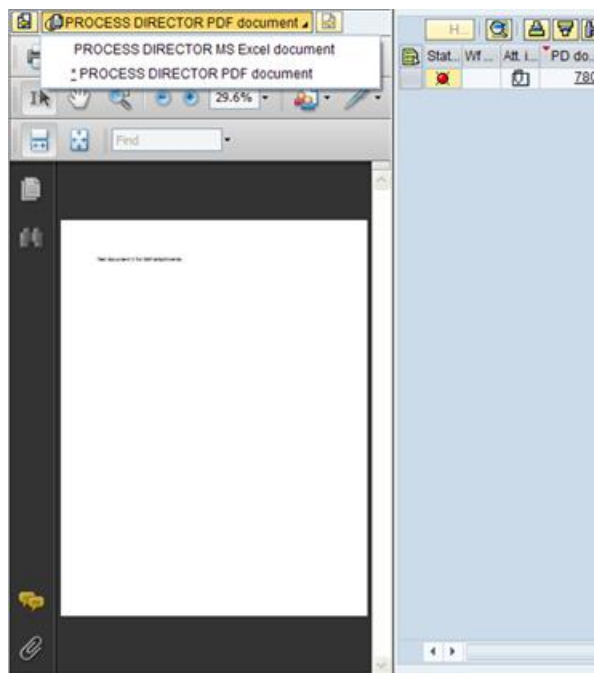 PROCESS DIRECTOR PDF document
PROCESS DIRECTOR MS Excel document
* PROCESS DIRECTOR PDF document
29.6%
Find
H...
Stat.. Wf ... Att. i... PD do..
780